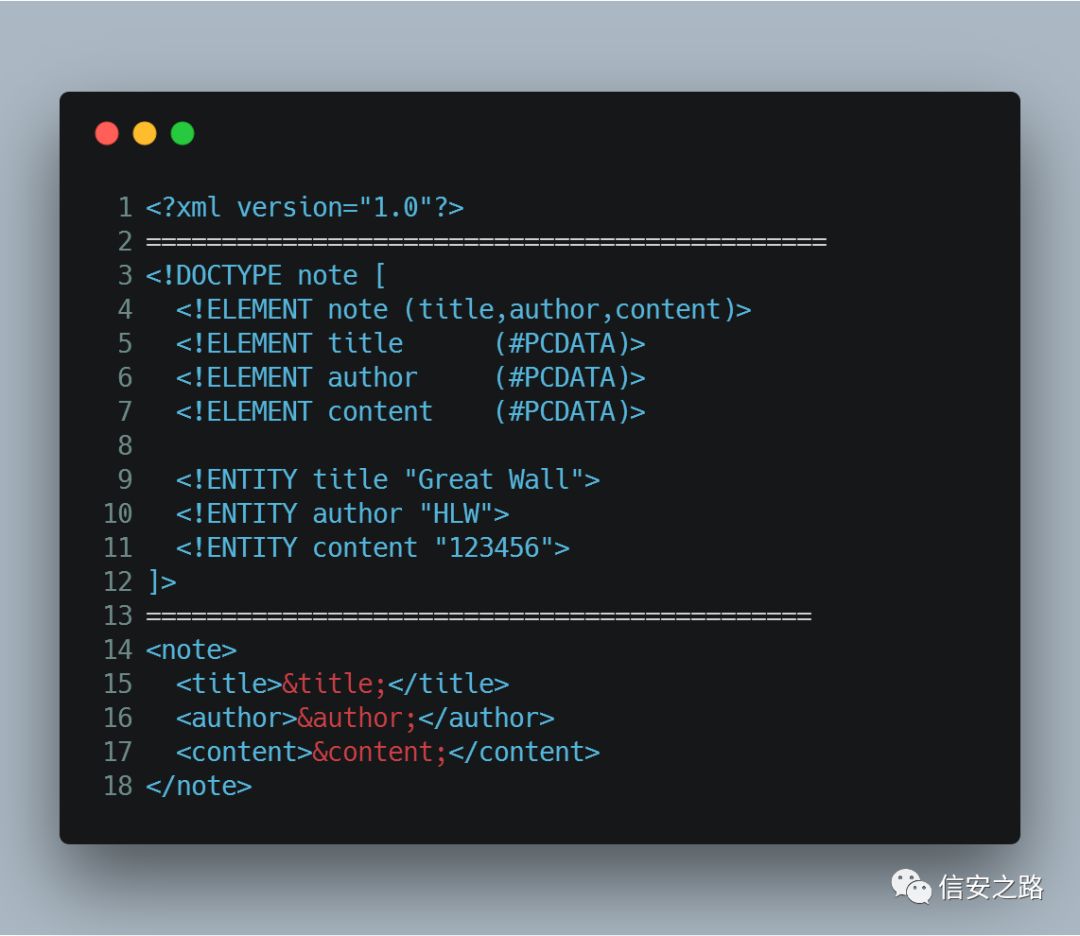 1 <?xml version="1.0"?>
2 =============================================
3 <!DOCTYPE note [
4   <!ELEMENT note (title,author,content)>
5   <!ELEMENT title      (#PCDATA)>
6   <!ELEMENT author     (#PCDATA)>
7   <!ELEMENT content    (#PCDATA)>
8
9   <!ENTITY title "Great Wall">
10   <!ENTITY author "HLW">
11   <!ENTITY content "123456">
12 ]>
13 ============================================
14 <note>
15   <title>&title;</title>
16   <author>&author;</author>
17   <content>&content;</content>
18 </note>
信安之路